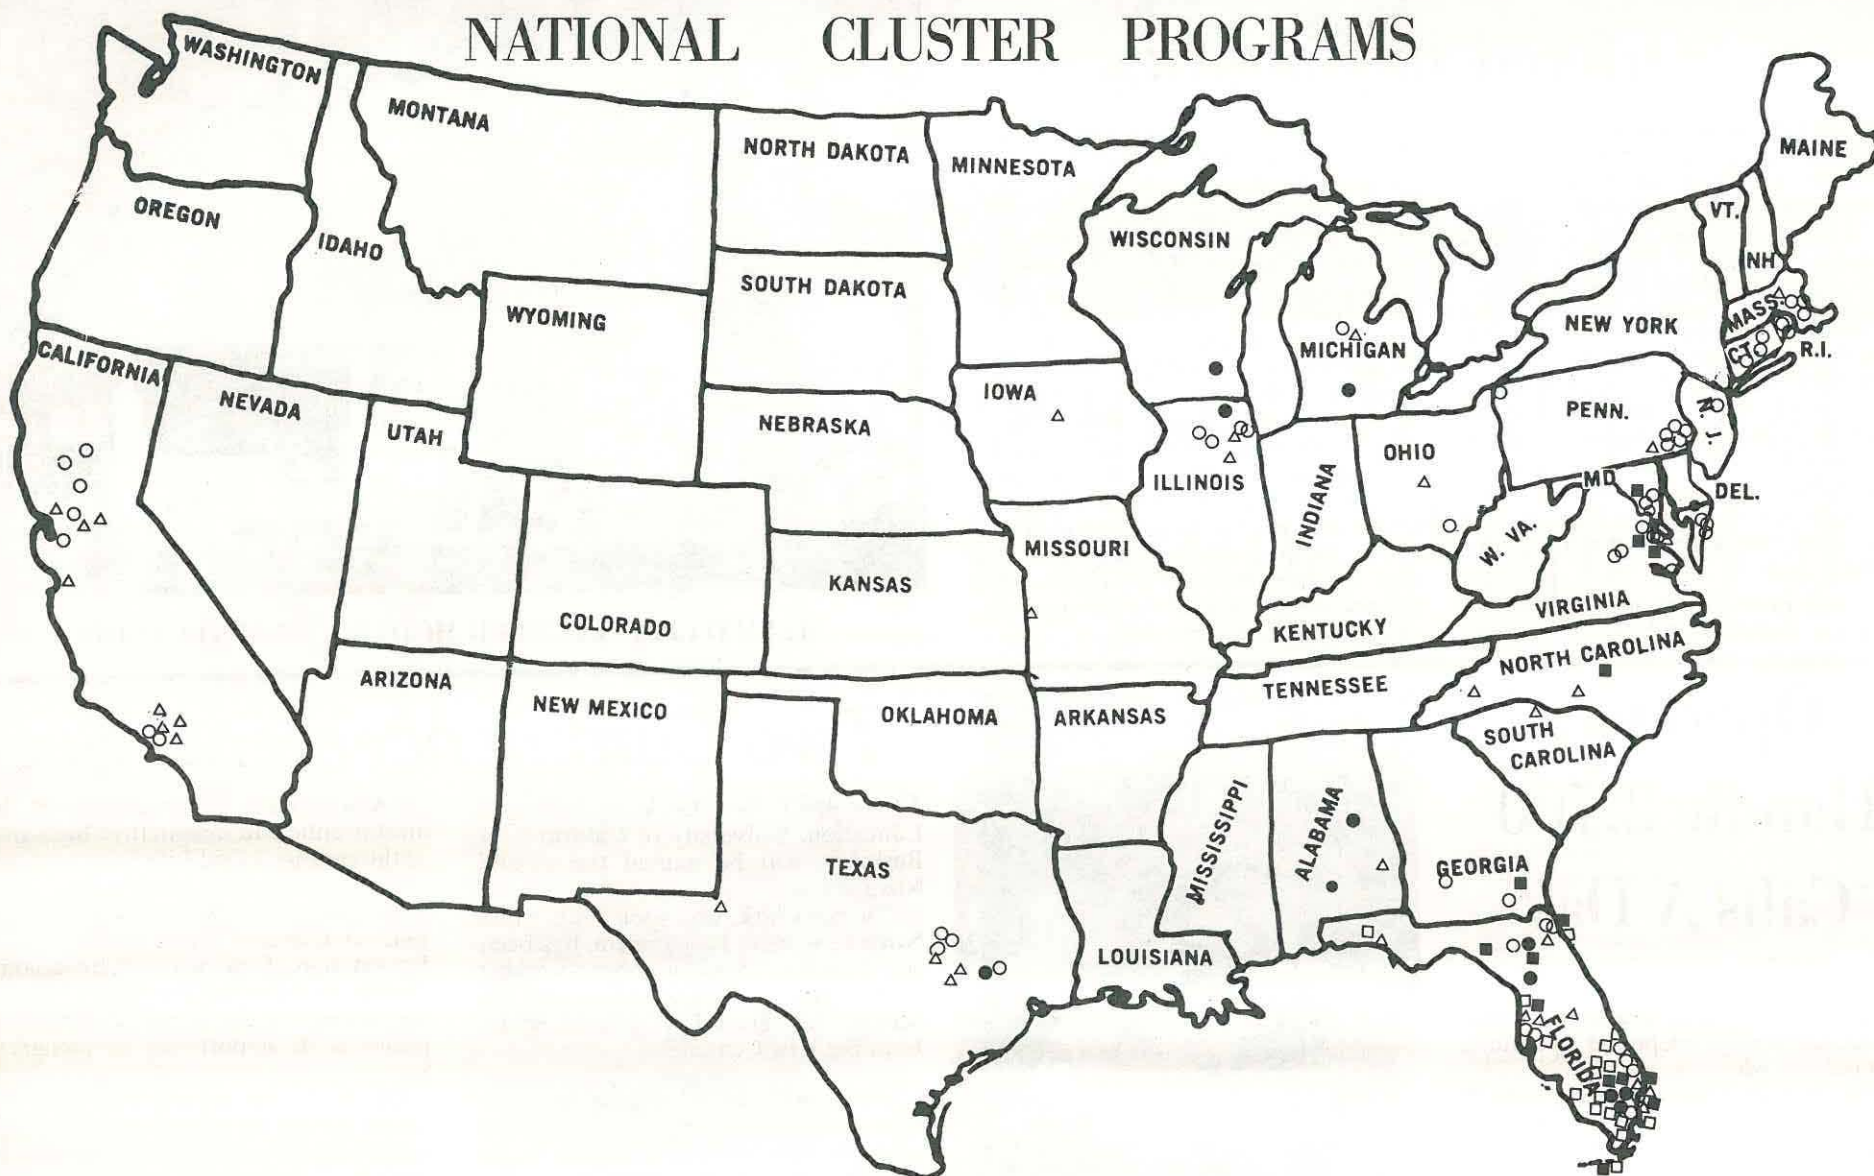 NATIONAL CLUSTER PROGRAMS
WASHINGTON
MONTANA
NORTH DAKOTA
MINNESOTA
MAINE
OREGON
IDAHO
VT.
WISCONSIN
NH
SOUTH DAKOTA
WYOMING
MASS
NEW YORK
MICHIGAN
CT.
R.I.
CALIFORNIA
NEVADA
IOWA
UTAH
NEBRASKA
PENN.
N. J.
OHIO
ILLINOIS
MD
DEL.
INDIANA
W. VA.
MISSOURI
KANSAS
COLORADO
VIRGINIA
KENTUCKY
NORTH CAROLINA
ARIZONA
NEW MEXICO
TENNESSEE
OKLAHOMA
ARKANSAS
SOUTH
CAROLINA
MISSISSIPPI
ALABAMA
GEORGIA
TEXAS
LOUISIANA
FLORIDA